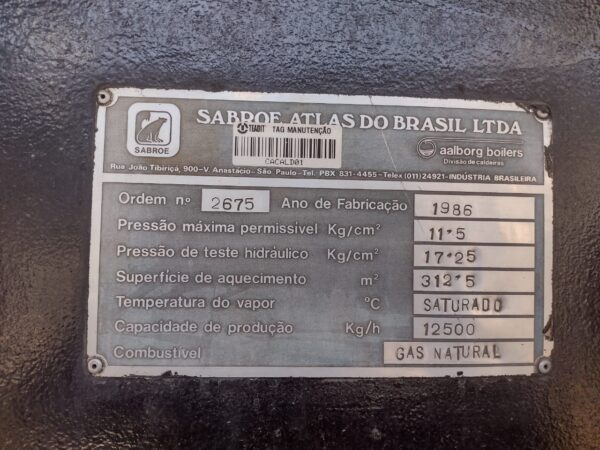 SABROE ATLAS DO BRASIL LTDA
SABROE
TEADIT TAG MANUTENÇÃO
CACALD01
aalborg boilers
Divisão de caldeiras
Rua João Tibiriçá, 900-V. Anastácio-São Paulo-Tel.: PBX 831-4455-Telex (011) 24921-INDÚSTRIA BRASILEIRA
Ordem nº 2675 Ano de Fabricação 1986
Pressão máxima permissível Kg/cm² 11·5
Pressão de teste hidráulico Kg/cm² 17·25
Superfície de aquecimento m² 312·5
Temperatura do vapor °C SATURADO
Capacidade de produção Kg/h 12500
Combustível GAS NATURAL